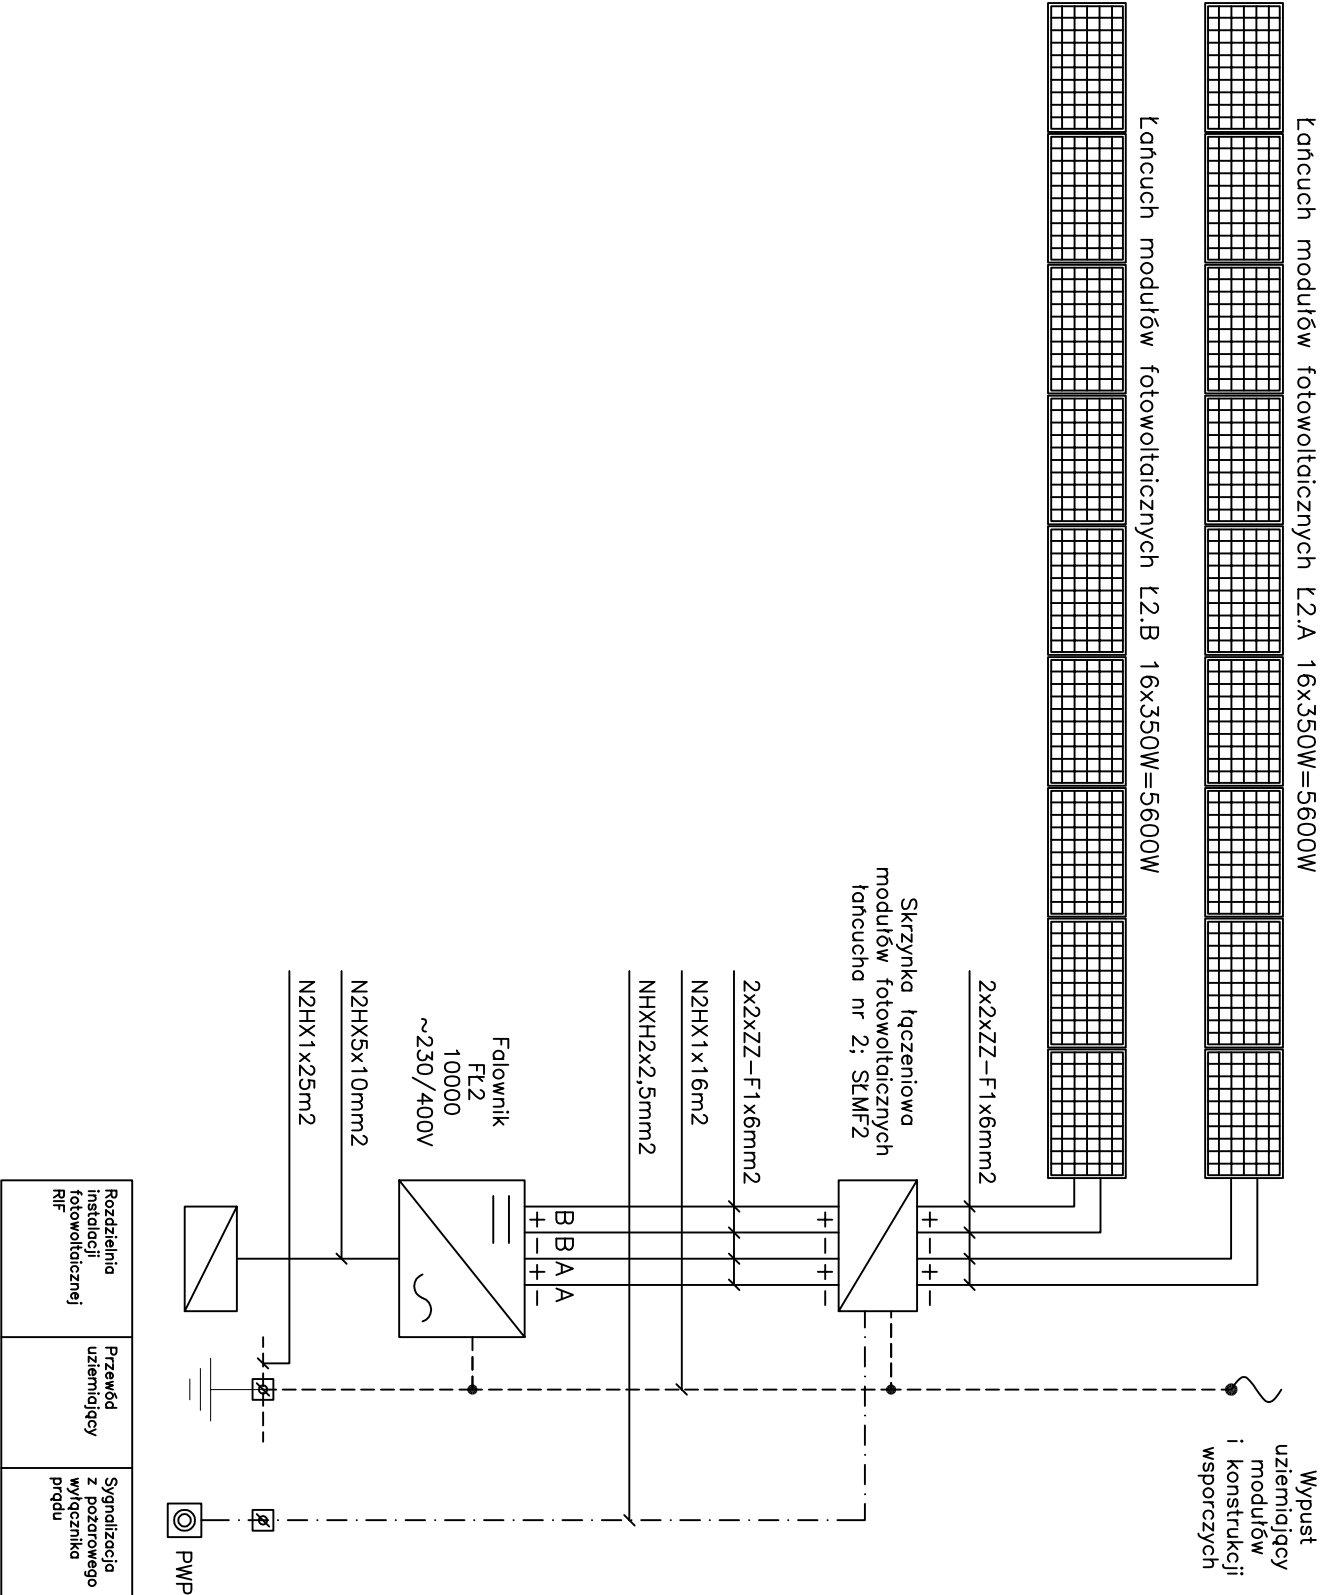 Łańcuch modułów fotowoltaicznych Ł2.A 16x350W=5600W
Łańcuch modułów fotowoltaicznych Ł2.B 16x350W=5600W
Wypust
uziemiający
modułów
i konstrukcji
wsporczych
2x2xZZ-F1x6mm2
+ - + -
Skrzynka łączeniowa
modułów fotowoltaicznych
łańcucha nr 2; SŁMF2
+ - + -
2x2xZZ-F1x6mm2
N2HX1x16m2
NHXH2x2,5mm2
B B A A
+ - + -
Falownik
FŁ2
10000
~230/400V
N2HX5x10mm2
N2HX1x25m2
PWP
Rozdzielnia
instalacji
fotowoltaicznej
RIF
Przewód
uziemiający
Sygnalizacja
z pożarowego
wyłącznika
prądu